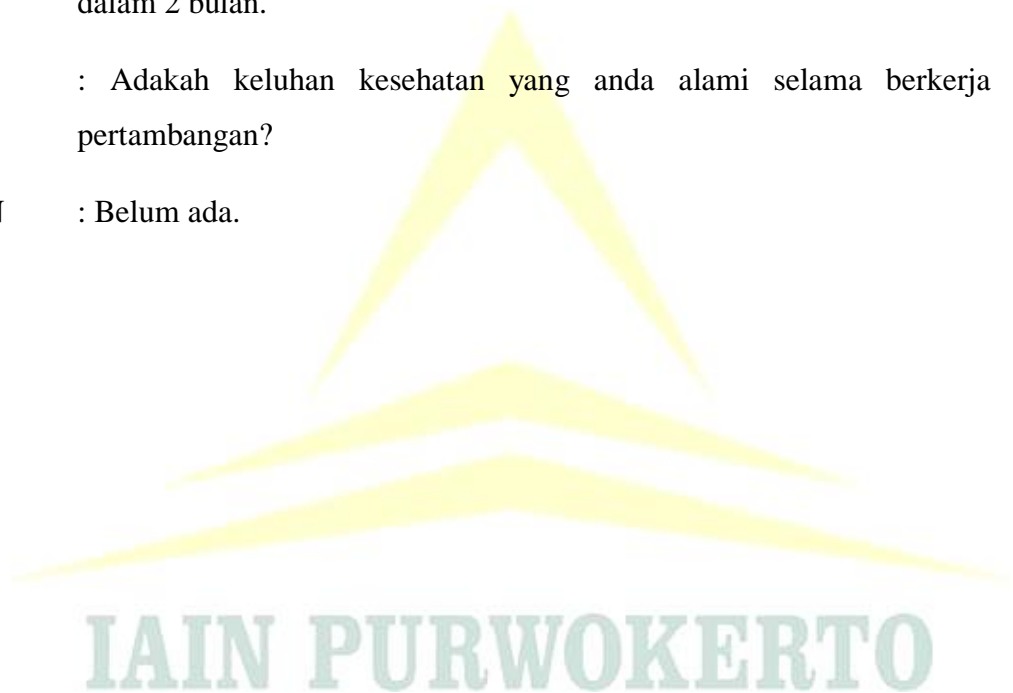 dalam 2 bulan.
: Adakah keluhan kesehatan yang anda alami selama berkerja
pertambangan?
: Belum ada.
IAIN PURWOKERTO